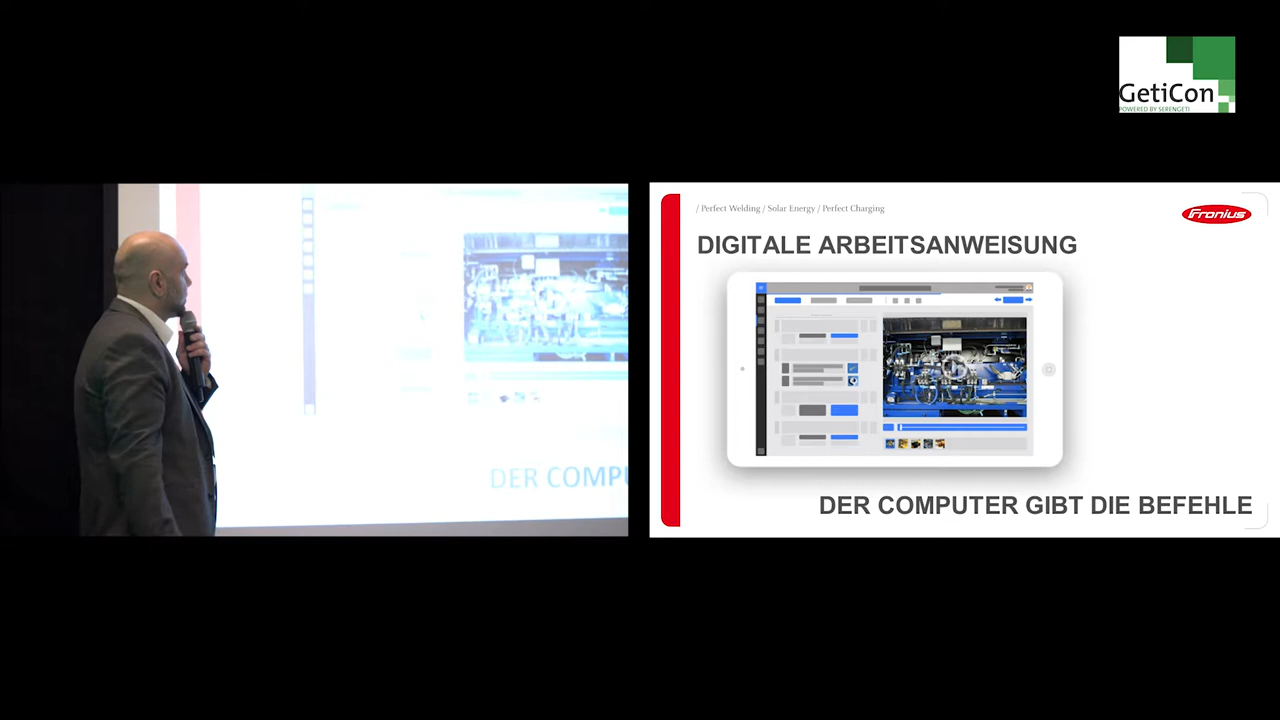 GetiCon
POWERED BY SERENGETI
/ Perfect Welding / Solar Energy / Perfect Charging
Fronius
DIGITALE ARBEITSANWEISUNG
DER COMPU
DER COMPUTER GIBT DIE BEFEHLE